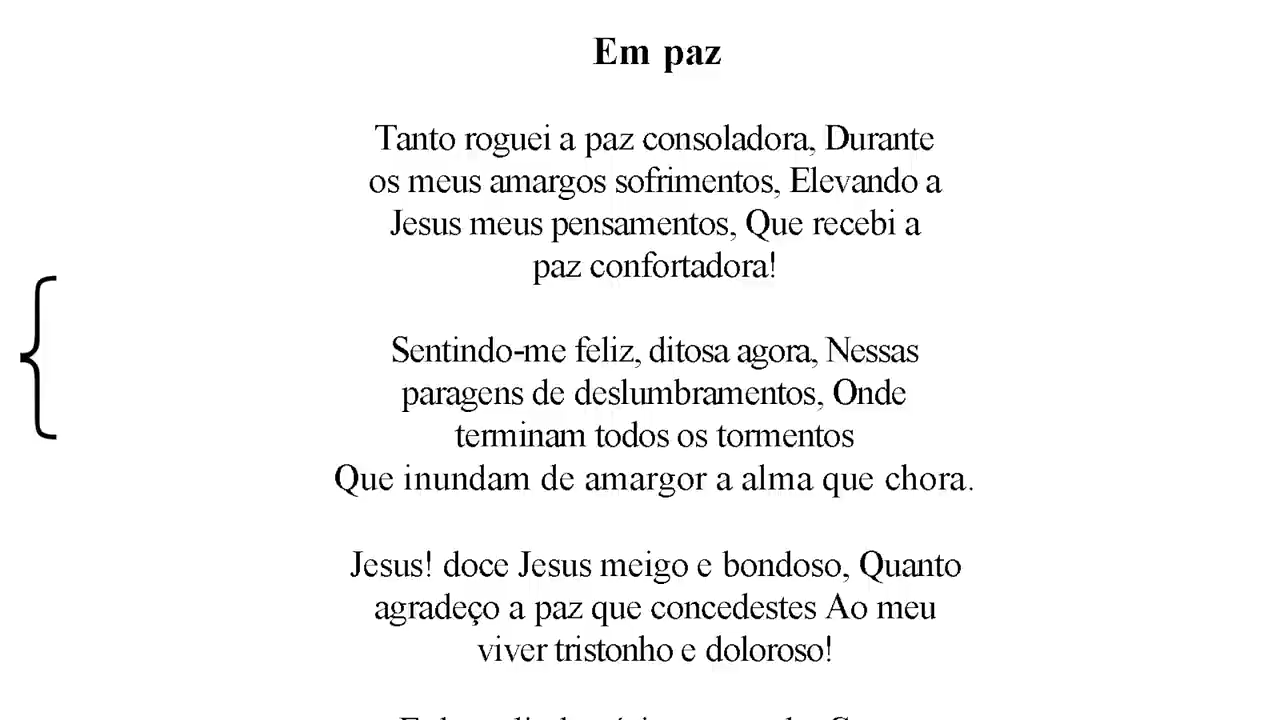 Em paz
Tanto roguei a paz consoladora, Durante
os meus amargos sofrimentos, Elevando a
Jesus meus pensamentos, Que recebi a
paz confortadora!
Sentindo-me feliz, ditosa agora, Nessas
paragens de deslumbramentos, Onde
terminam todos os tormentos
Que inundam de amargor a alma que chora.
Jesus! doce Jesus meigo e bondoso, Quanto
agradeço a paz que concedestes Ao meu
viver tristonho e doloroso!